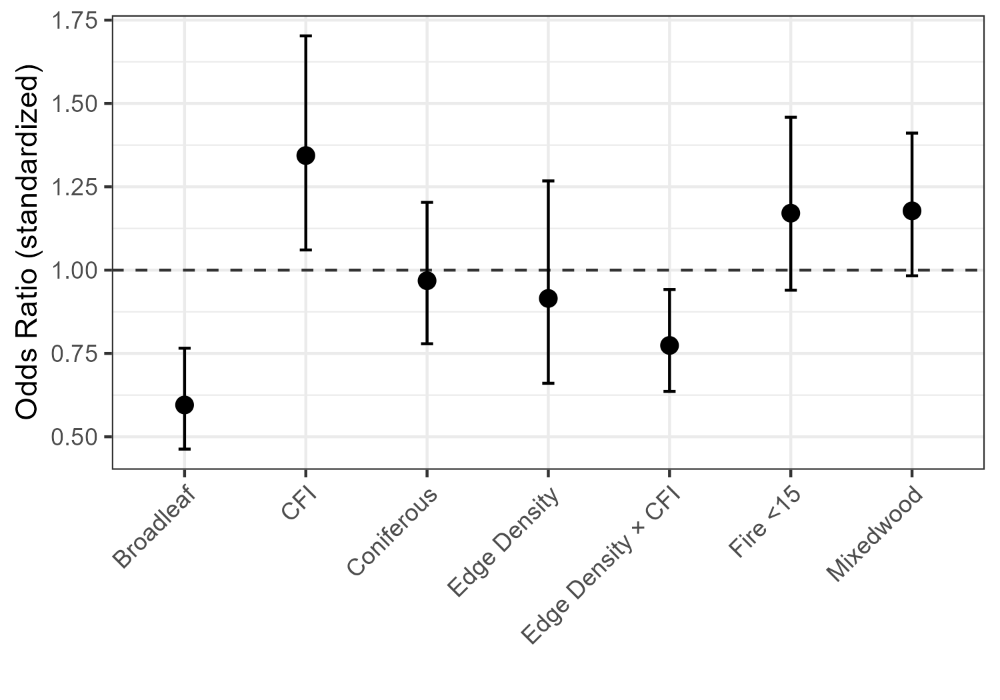 Odds Ratio (standardized)
1.75
1.50
1.25
1.00
0.75
0.50
Broadleaf
CFI
Coniferous
Edge Density
Edge Density × CFI
Fire <15
Mixedwood